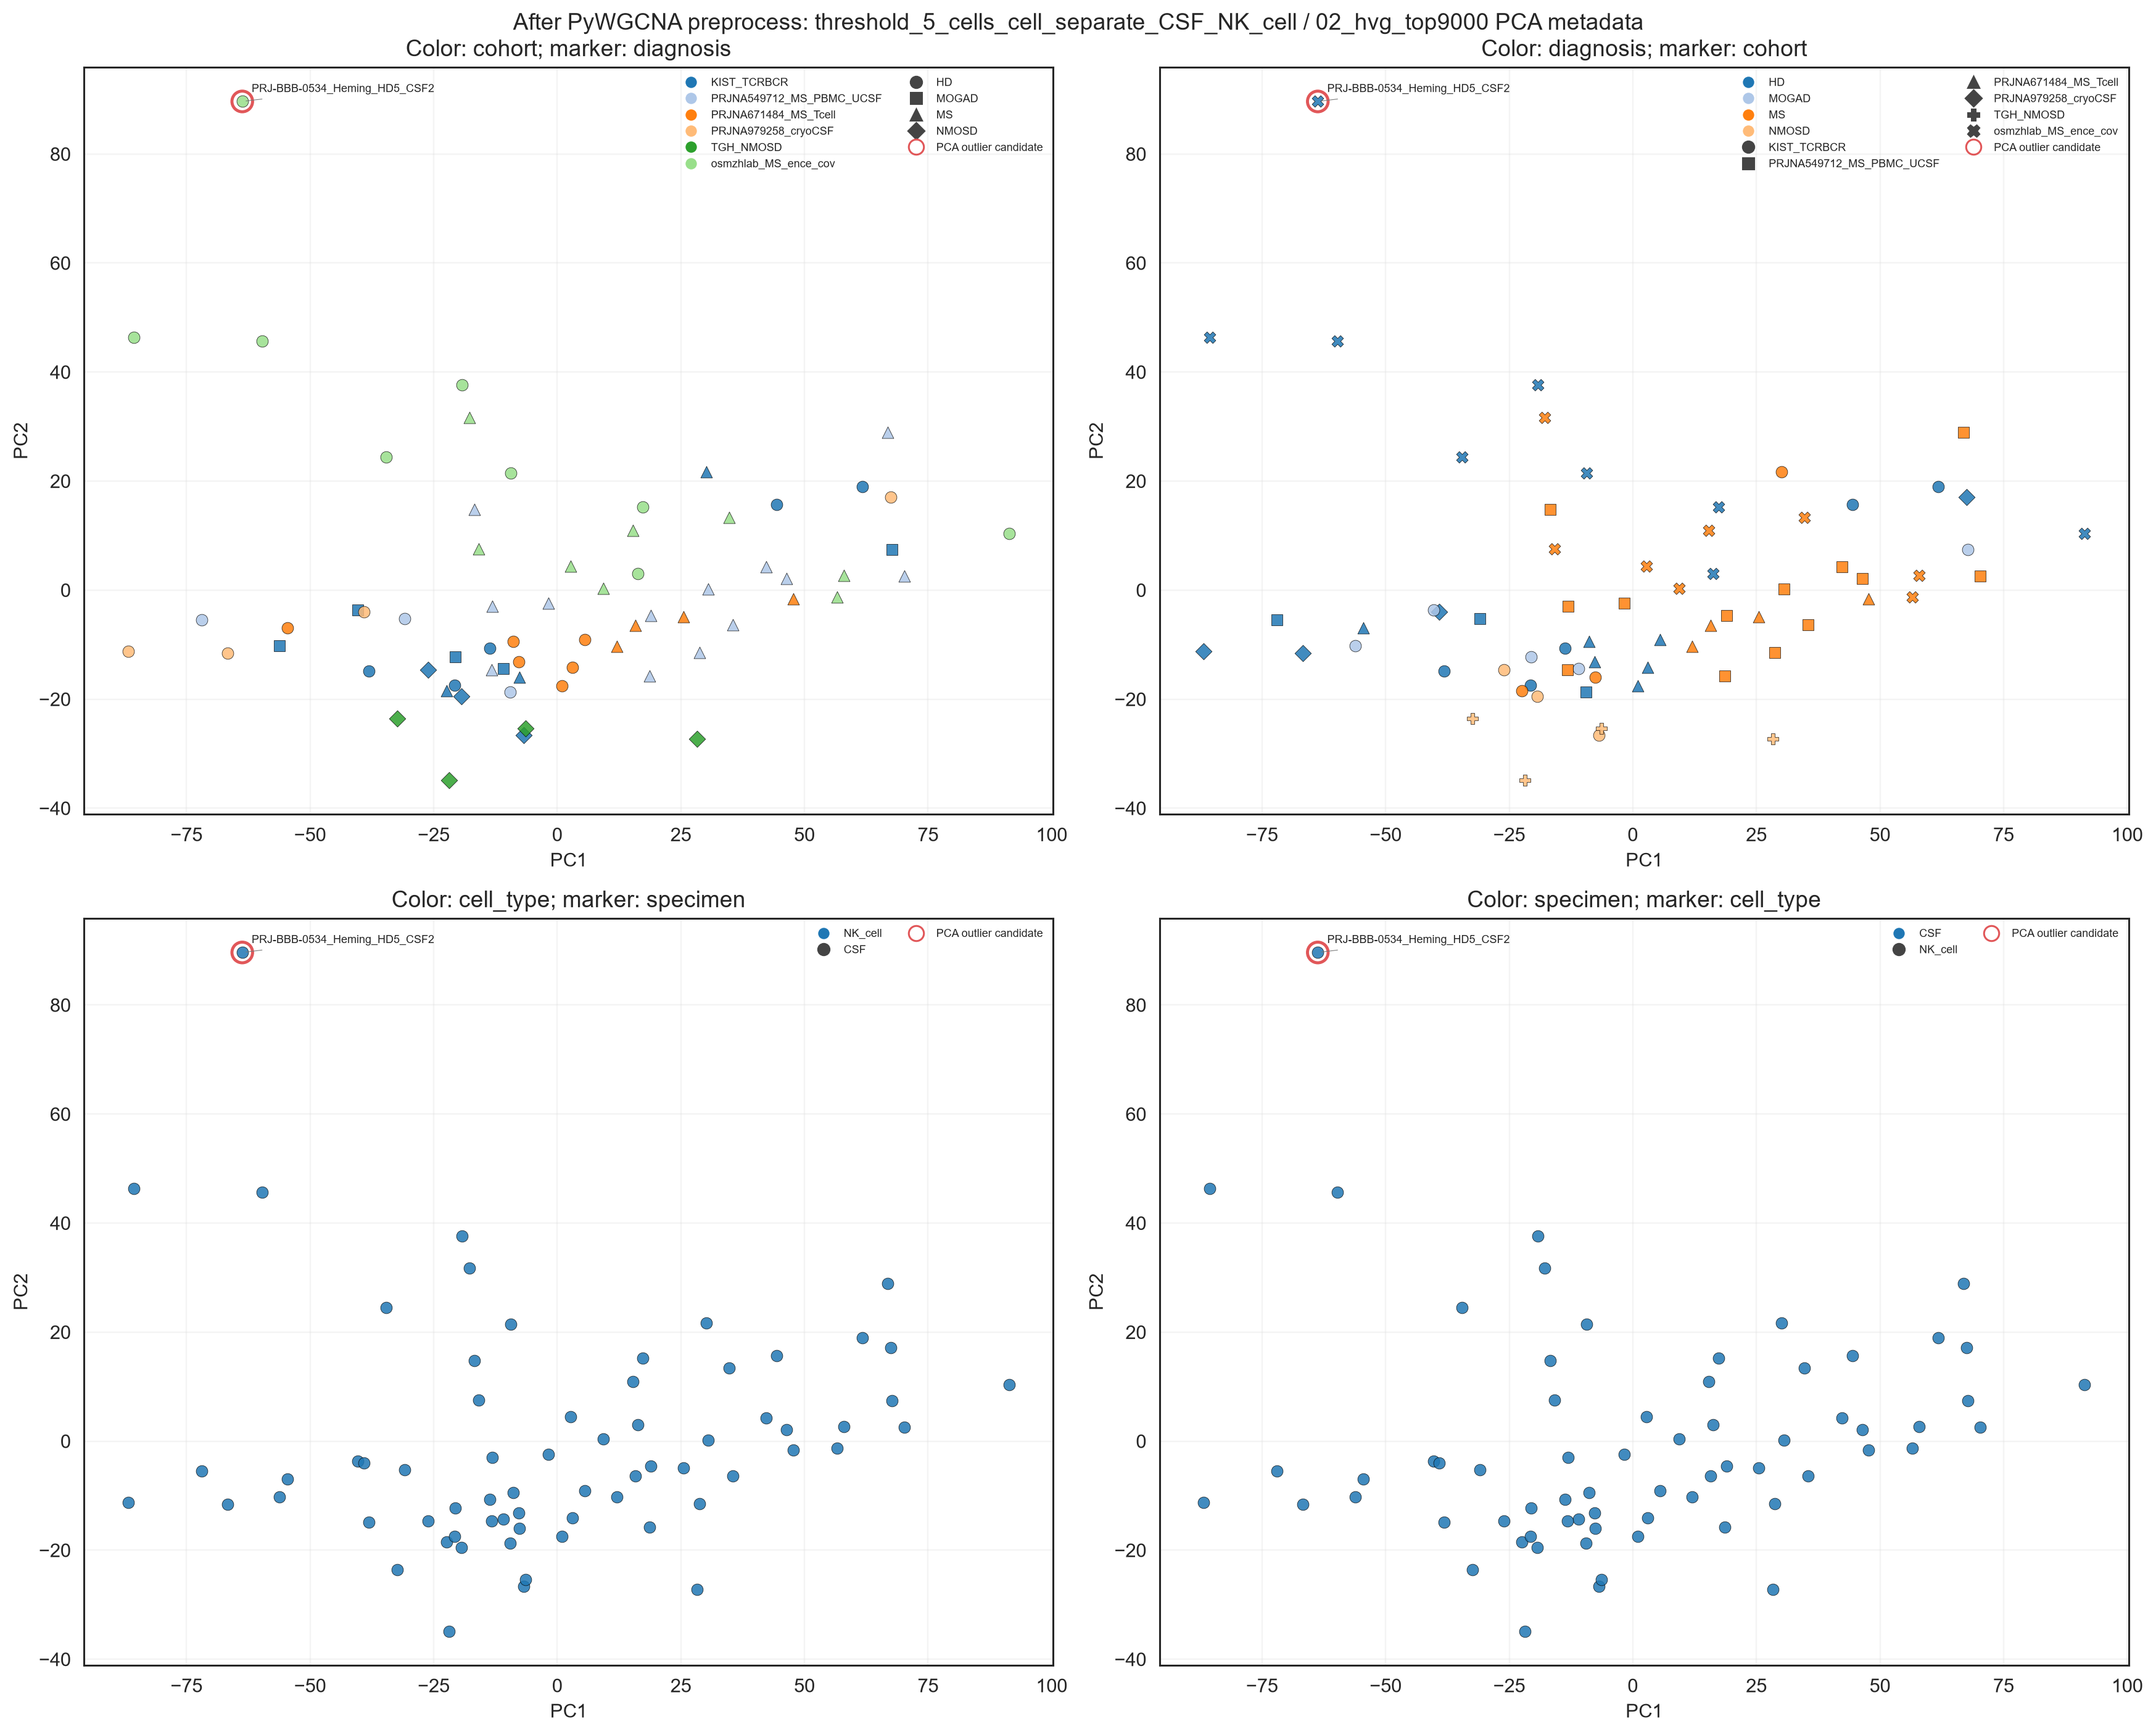 After PyWGCNA preprocess: threshold_5_cells_cell_separate_CSF_NK_cell / 02_hvg_top9000 PCA metadata
Color: cohort; marker: diagnosis
PRJ-BBB-0534_Heming_HD5_CSF2
KIST_TCRBCR
PRJNA549712_MS_PBMC_UCSF
PRJNA671484_MS_Tcell
PRJNA979258_cryoCSF
TGH_NMOSD
osmzhlab_MS_ence_cov
HD
MOGAD
MS
NMOSD
PCA outlier candidate
80
60
40
20
0
−20
−40
PC2
−75 −50 −25 0 25 50 75 100
PC1
Color: diagnosis; marker: cohort
PRJ-BBB-0534_Heming_HD5_CSF2
HD
MOGAD
MS
NMOSD
KIST_TCRBCR
PRJNA549712_MS_PBMC_UCSF
PRJNA671484_MS_Tcell
PRJNA979258_cryoCSF
TGH_NMOSD
osmzhlab_MS_ence_cov
PCA outlier candidate
80
60
40
20
0
−20
−40
PC2
−75 −50 −25 0 25 50 75 100
PC1
Color: cell_type; marker: specimen
PRJ-BBB-0534_Heming_HD5_CSF2
NK_cell
CSF
PCA outlier candidate
80
60
40
20
0
−20
−40
PC2
−75 −50 −25 0 25 50 75 100
PC1
Color: specimen; marker: cell_type
PRJ-BBB-0534_Heming_HD5_CSF2
CSF
NK_cell
PCA outlier candidate
80
60
40
20
0
−20
−40
PC2
−75 −50 −25 0 25 50 75 100
PC1